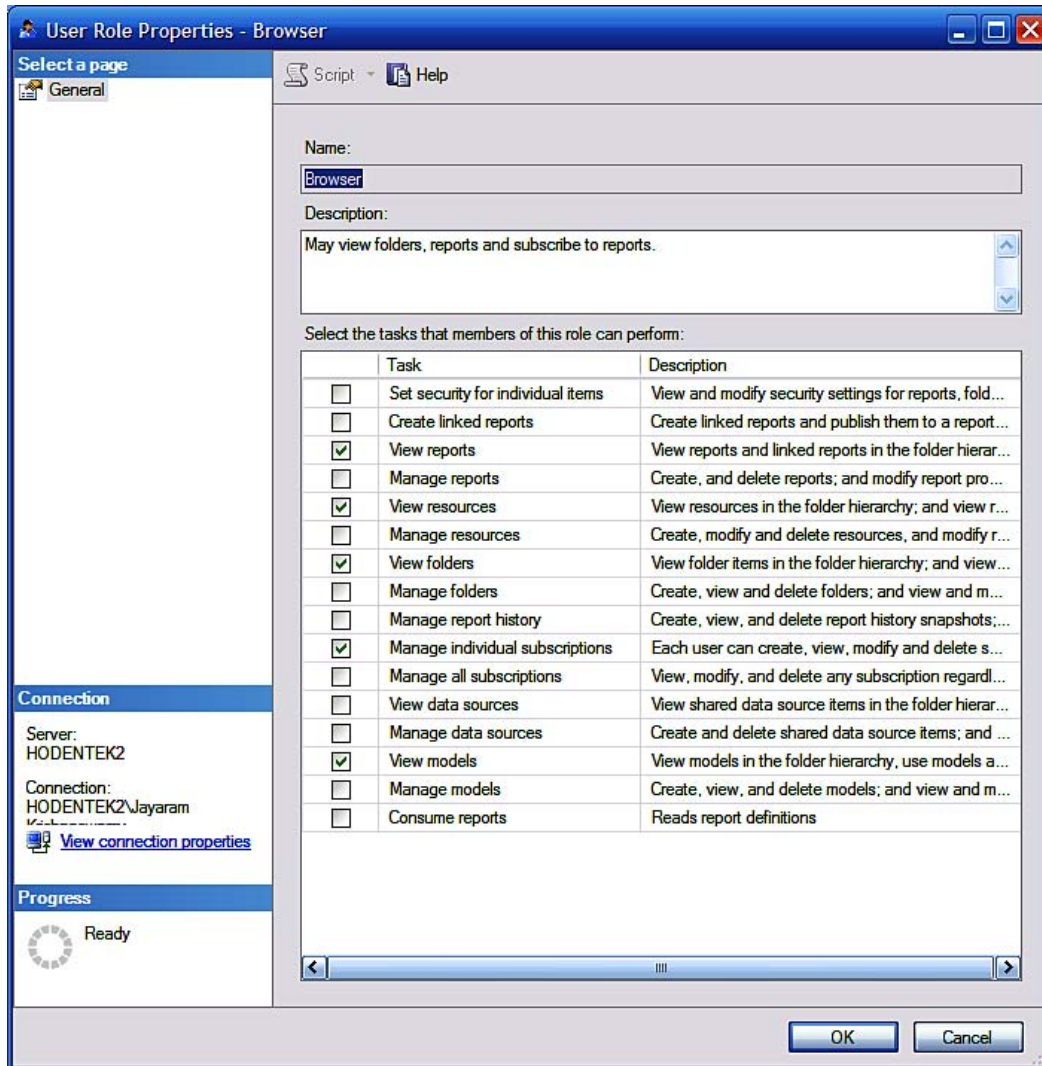 User Role Properties - Browser
Select a page
General
Script
Help
Name:
Browser
Description:
May view folders, reports and subscribe to reports.
Select the tasks that members of this role can perform:
Task Description
Set security for individual items View and modify security settings for reports, fold...
Create linked reports Create linked reports and publish them to a report...
View reports View reports and linked reports in the folder hierar...
Manage reports Create, and delete reports; and modify report pro...
View resources View resources in the folder hierarchy; and view r...
Manage resources Create, modify and delete resources, and modify r...
View folders View folder items in the folder hierarchy; and view...
Manage folders Create, view and delete folders; and view and m...
Manage report history Create, view, and delete report history snapshots;...
Manage individual subscriptions Each user can create, view, modify and delete s...
Manage all subscriptions View, modify, and delete any subscription regardl...
View data sources View shared data source items in the folder hierar...
Manage data sources Create and delete shared data source items; and ...
View models View models in the folder hierarchy, use models a...
Manage models Create, view, and delete models; and view and m...
Consume reports Reads report definitions
Connection
Server:
HODENTEK2
Connection:
HODENTEK2\Jayaram
View connection properties
Progress
Ready
OK
Cancel